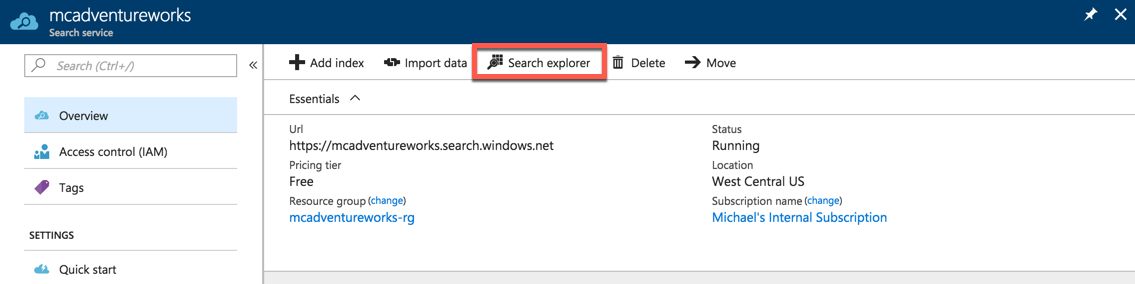 mcadventureworks
Search service
Search (Ctrl+/)
Overview
Access control (IAM)
Tags
SETTINGS
Quick start
Add index Import data Search explorer Delete Move
Essentials
Url
https://mcadventureworks.search.windows.net
Pricing tier
Free
Resource group (change)
mcadventureworks-rg
Status
Running
Location
West Central US
Subscription name (change)
Michael's Internal Subscription